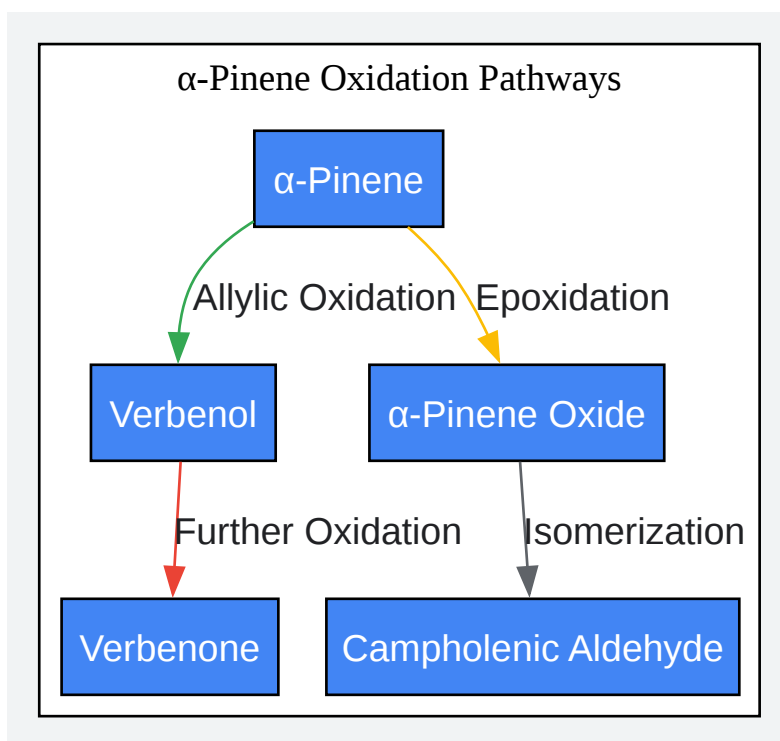 α-Pinene Oxidation Pathways
α-Pinene
Allylic Oxidation
Epoxidation
Verbenol
α-Pinene Oxide
Further Oxidation
Isomerization
Verbenone
Campholenic Aldehyde